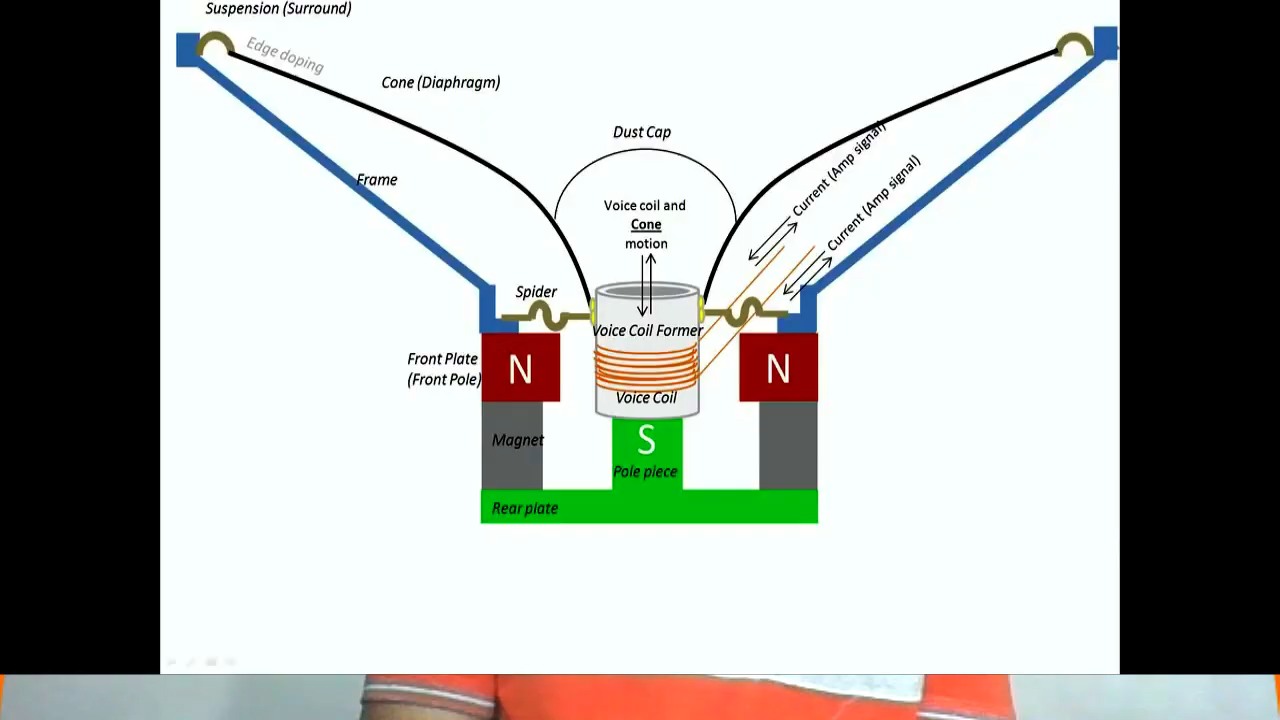 Suspension (Surround)
Edge doping
Cone (Diaphragm)
Dust Cap
Current (Amp signal)
Current (Amp signal)
Frame
Voice coil and
Cone
motion
Spider
Voice Coil Former
Front Plate
(Front Pole)
N
N
Voice Coil
Magnet
S
Pole piece
Rear plate